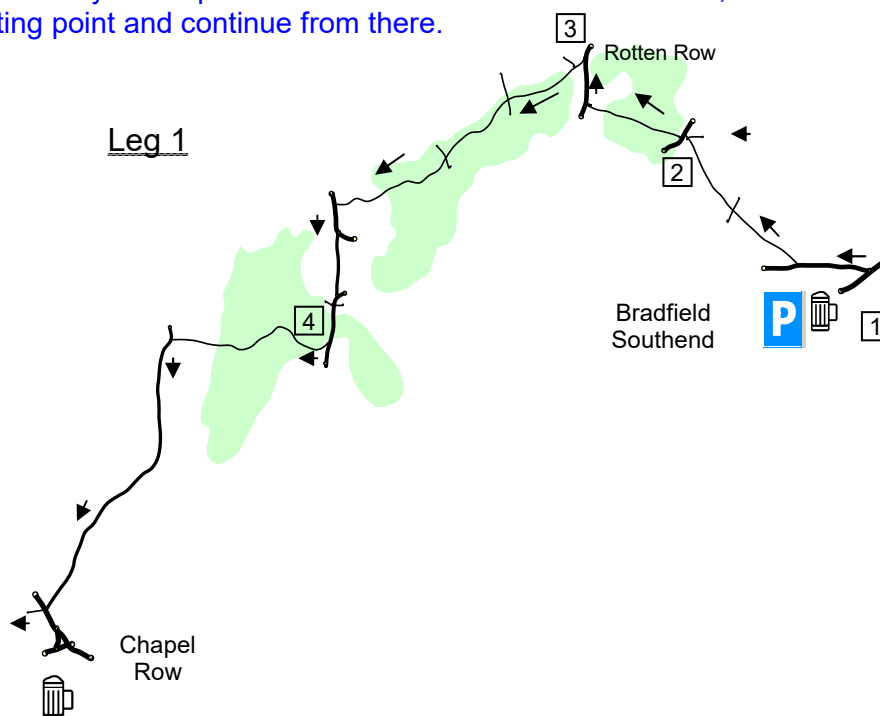 ting point and continue from there.
3
Rotten Row
Leg 1
2
Bradfield
Southend
P
1
4
Chapel
Row